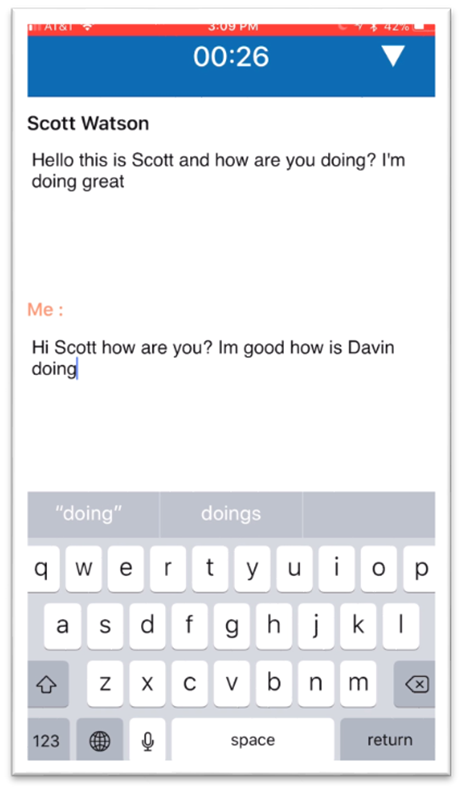 AT&T 3:09 PM 42%
00:26
Scott Watson
Hello this is Scott and how are you doing? I'm
doing great
Me :
Hi Scott how are you? Im good how is Davin
doing
“doing” doings
q w e r t y u i o p
a s d f g h j k l
z x c v b n m
123 space return